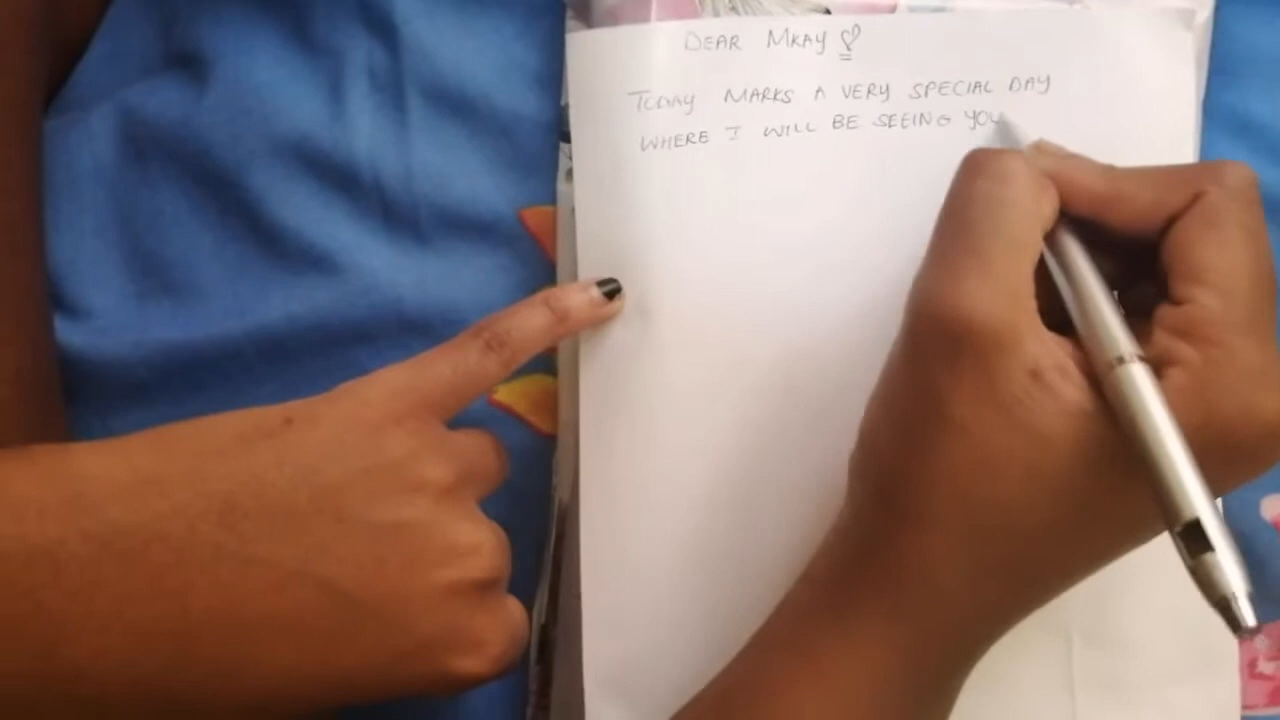 DEAR MKAY
TODAY MARKS A VERY SPECIAL DAY
WHERE I WILL BE SEEING YOU